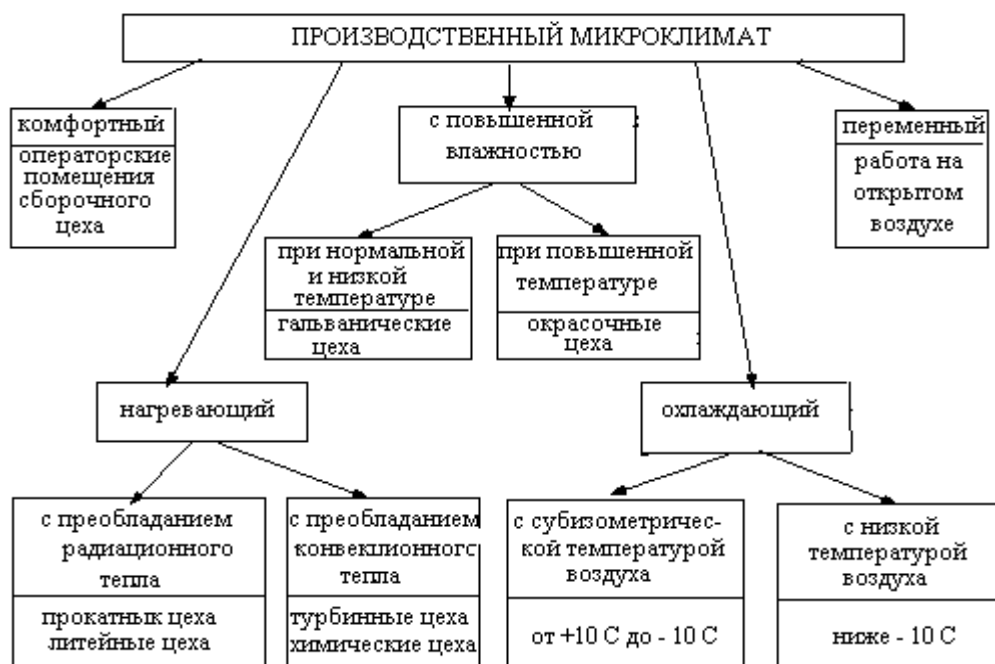 ПРОИЗВОДСТВЕННЫЙ МИКРОКЛИМАТ
комфортный
операторские
помещения
сборочного
цеха
с повышенной
влажностью
переменный
работа на
открытом
воздухе
при нормальной
и низкой
температуре
гальванические
цеха
при повышенной
температуре
окрасочные
цеха
нагревающий
охлаждающий
с преобладанием
радиационного
тепла
прокатнык цеха
литейные цеха
с преобладанием
конвекционного
тепла
турбинные цеха
химические цеха
с субизометричес-
кой температурой
воздуха
от +10 С до - 10 С
с низкой
температурой
воздуха
ниже - 10 С